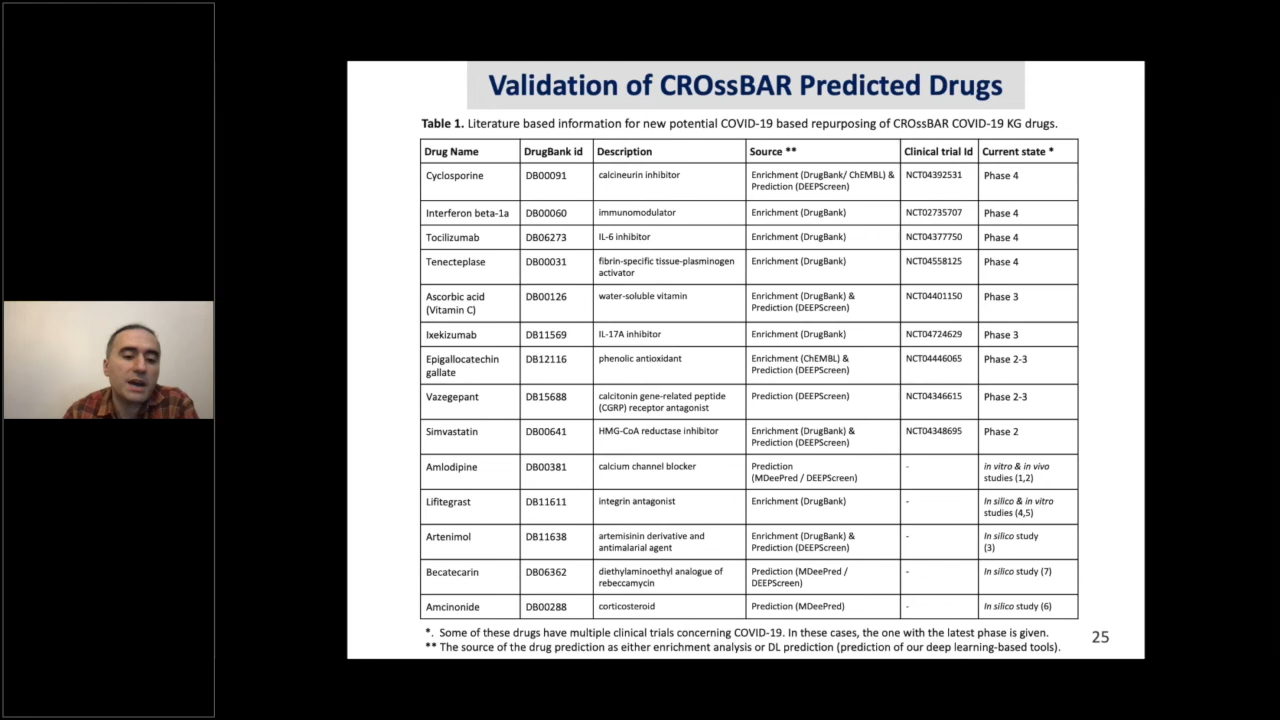 Validation of CROssBAR Predicted Drugs
Table 1. Literature based information for new potential COVID-19 based repurposing of CROssBAR COVID-19 KG drugs.
Drug Name DrugBank id Description Source ** Clinical trial Id Current state *
Cyclosporine DB00091 calcineurin inhibitor Enrichment (DrugBank/ ChEMBL) & NCT04392531 Phase 4
Prediction (DEEPScreen)
Interferon beta-1a DB00060 immunomodulator Enrichment (DrugBank) NCT02735707 Phase 4
Tocilizumab DB06273 IL-6 inhibitor Enrichment (DrugBank) NCT04377750 Phase 4
Tenecteplase DB00031 fibrin-specific tissue-plasminogen Enrichment (DrugBank) NCT04558125 Phase 4
activator
Ascorbic acid DB00126 water-soluble vitamin Enrichment (DrugBank) & NCT04401150 Phase 3
(Vitamin C) Prediction (DEEPScreen)
Ixekizumab DB11569 IL-17A inhibitor Enrichment (DrugBank) NCT04724629 Phase 3
Epigallocatechin DB12116 phenolic antioxidant Enrichment (ChEMBL) & NCT04446065 Phase 2-3
gallate Prediction (DEEPScreen)
Vazegepant DB15688 calcitonin gene-related peptide Prediction (DEEPScreen) NCT04346615 Phase 2-3
(CGRP) receptor antagonist
Simvastatin DB00641 HMG-CoA reductase inhibitor Enrichment (DrugBank) & NCT04348695 Phase 2
Prediction (DEEPScreen)
Amlodipine DB00381 calcium channel blocker Prediction - in vitro & in vivo
(MDeePred / DEEPScreen) studies (1,2)
Lifitegrast DB11611 integrin antagonist Enrichment (DrugBank) - In silico & in vitro
studies (4,5)
Artenimol DB11638 artemisinin derivative and Enrichment (DrugBank) & - In silico study
antimalarial agent Prediction (DEEPScreen) (3)
Becatecarin DB06362 diethylaminoethyl analogue of Prediction (MDeePred / - In silico study (7)
rebeccamycin DEEPScreen)
Amcinonide DB00288 corticosteroid Prediction (MDeePred) - In silico study (6)
*. Some of these drugs have multiple clinical trials concerning COVID-19. In these cases, the one with the latest phase is given.
** The source of the drug prediction as either enrichment analysis or DL prediction (prediction of our deep learning-based tools).
25